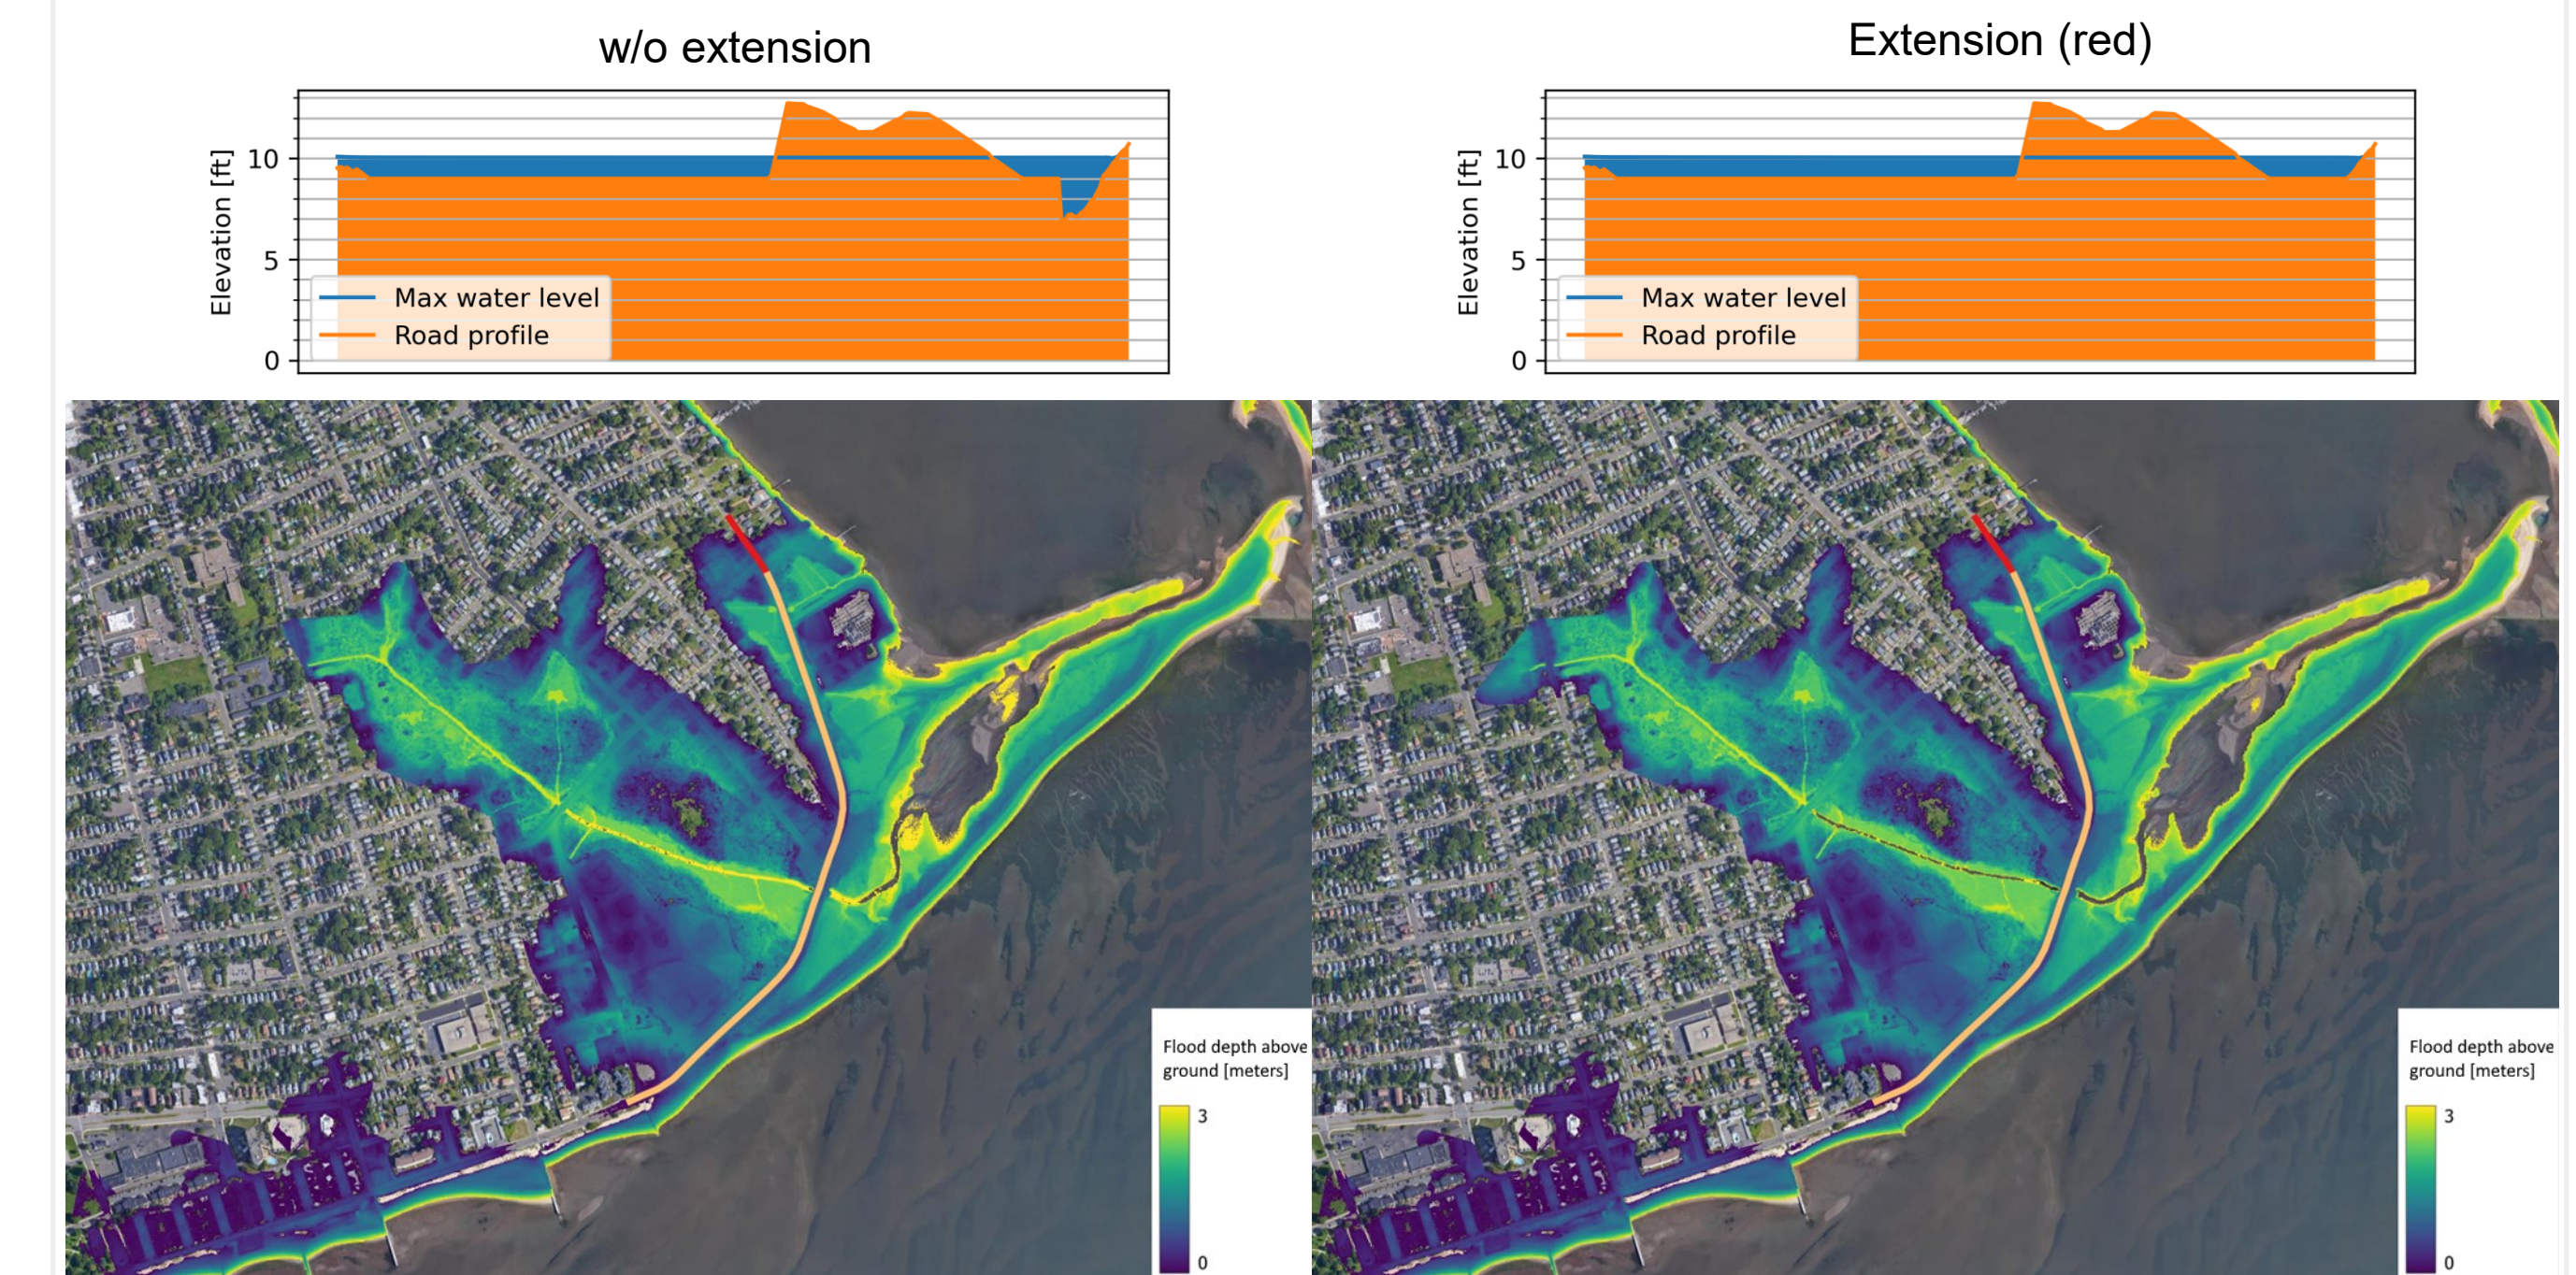 w/o extension
Extension (red)
Elevation [ft]
10
5
0
Max water level
Road profile
Elevation [ft]
10
5
0
Max water level
Road profile
Flood depth above
ground [meters]
3
0
Flood depth above
ground [meters]
3
0